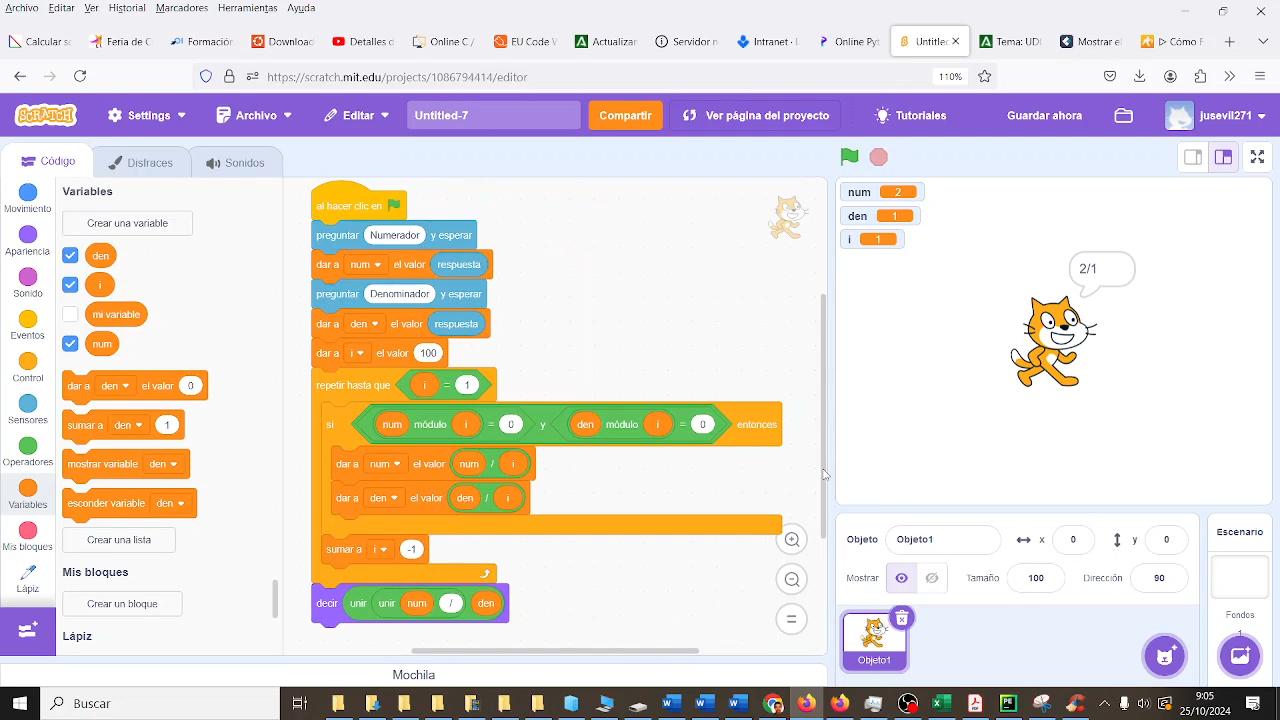 Archivo Editar Ver Historial Marcadores Herramientas Ayuda
Calcular s Feria de C Formación Download Detalles d Online C / EU Code V Actualizar Servidor n Intranet - L Online Pyt Untitlec Tema: UD Mostrar el Cómo
https://scratch.mit.edu/projects/1086794414/editor 110%
SCRATCH Settings Archivo Editar Untitled-7 Compartir Ver página del proyecto Tutoriales Guardar ahora jusevil271
Código Disfraces Sonidos
Movimiento
Apariencia
Sonido
Eventos
Control
Sensores
Operadores
Variables
Mis bloques
Lápiz
Variables
Crear una variable
den
i
mi variable
num
dar a den el valor 0
sumar a den 1
mostrar variable den
esconder variable den
Crear una lista
Mis bloques
Crear un bloque
Lápiz
al hacer clic en
preguntar Numerador y esperar
dar a num el valor respuesta
preguntar Denominador y esperar
dar a den el valor respuesta
dar a i el valor 100
repetir hasta que i = 1
si num módulo i = 0 y den módulo i = 0 entonces
dar a num el valor num / i
dar a den el valor den / i
sumar a i -1
decir unir unir num / den
num 2
den 1
i 1
2/1
Objeto Objeto1 x 0 y 0
Mostrar Tamaño 100 Dirección 90
Objeto1
Escenario
Fondos
1
Mochila
Buscar
9:05
25/10/2024